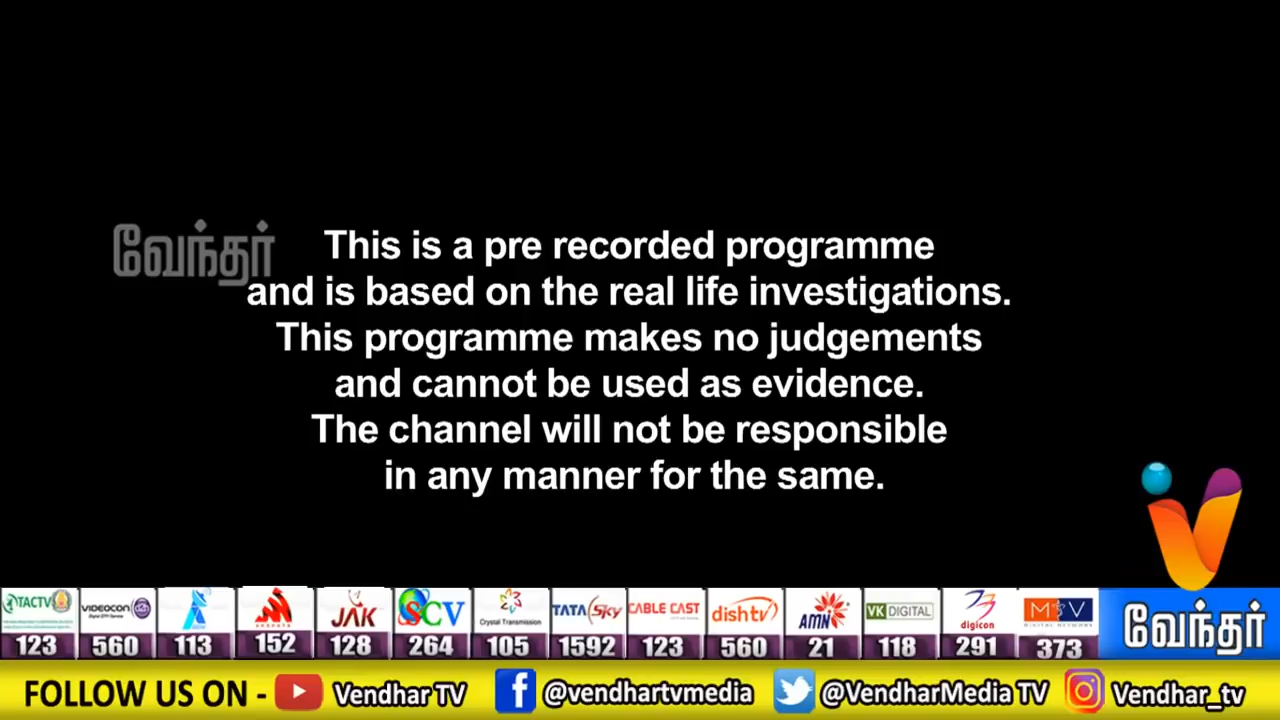 வேந்தர்
This is a pre recorded programme
and is based on the real life investigations.
This programme makes no judgements
and cannot be used as evidence.
The channel will not be responsible
in any manner for the same.
TACTV VIDEOCON JAK SCV Crystal Transmission TATA Sky CABLE CAST dishtv AMN VK DIGITAL digicon MTV
123 560 113 152 128 264 105 1592 123 560 21 118 291 373
வேந்தர்
FOLLOW US ON - Vendhar TV @vendhartvmedia @VendharMedia TV Vendhar_tv